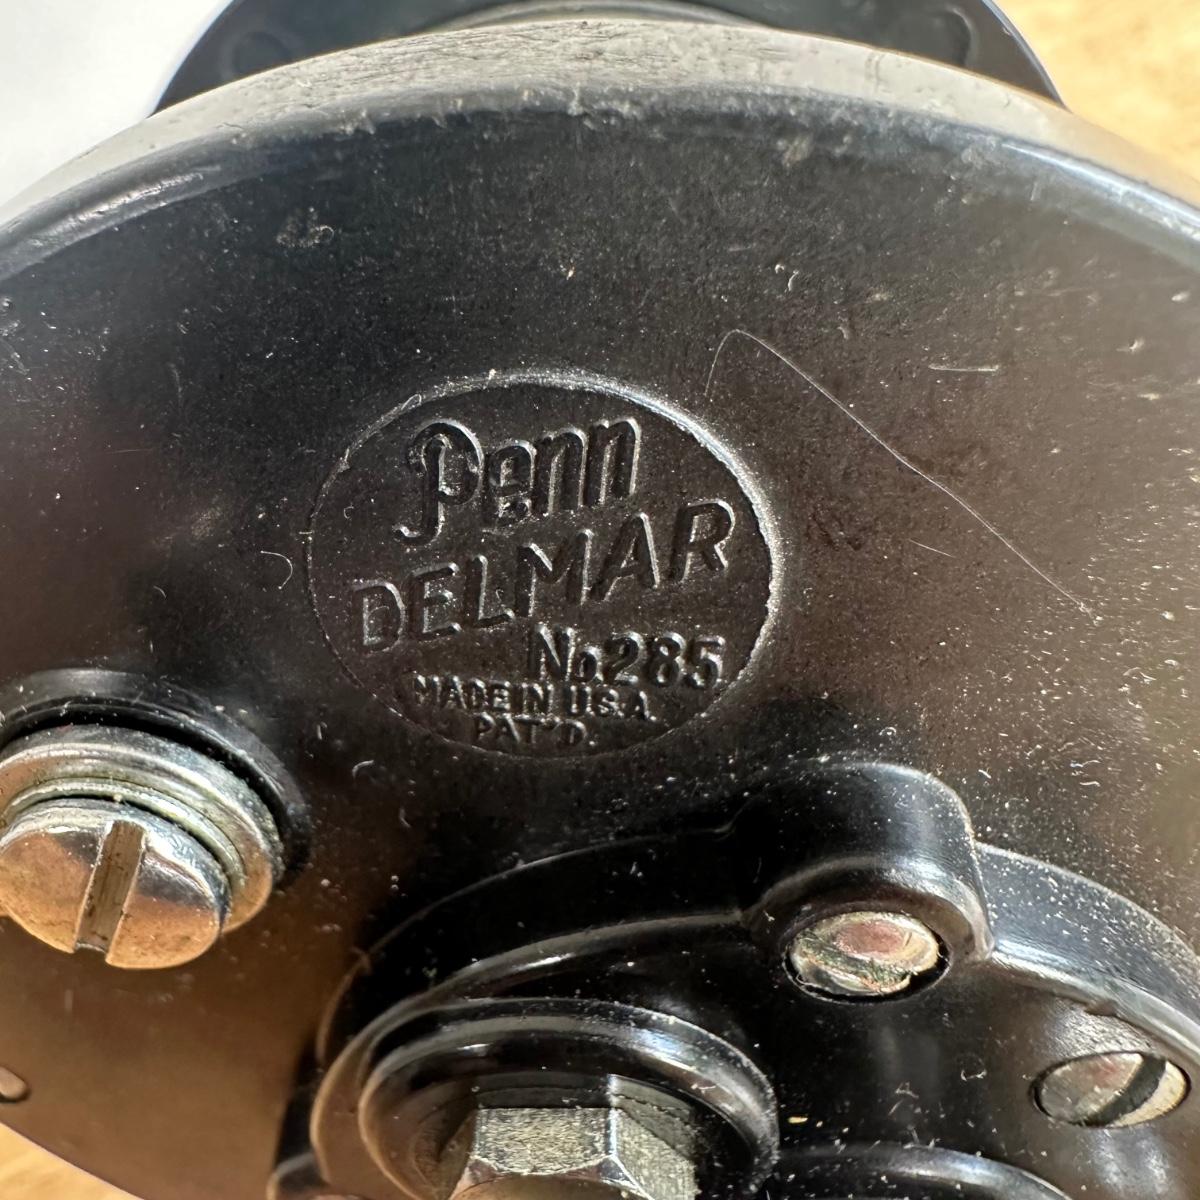 Penn
DELMAR
No. 285
MADE IN U.S.A.
PAT'D.